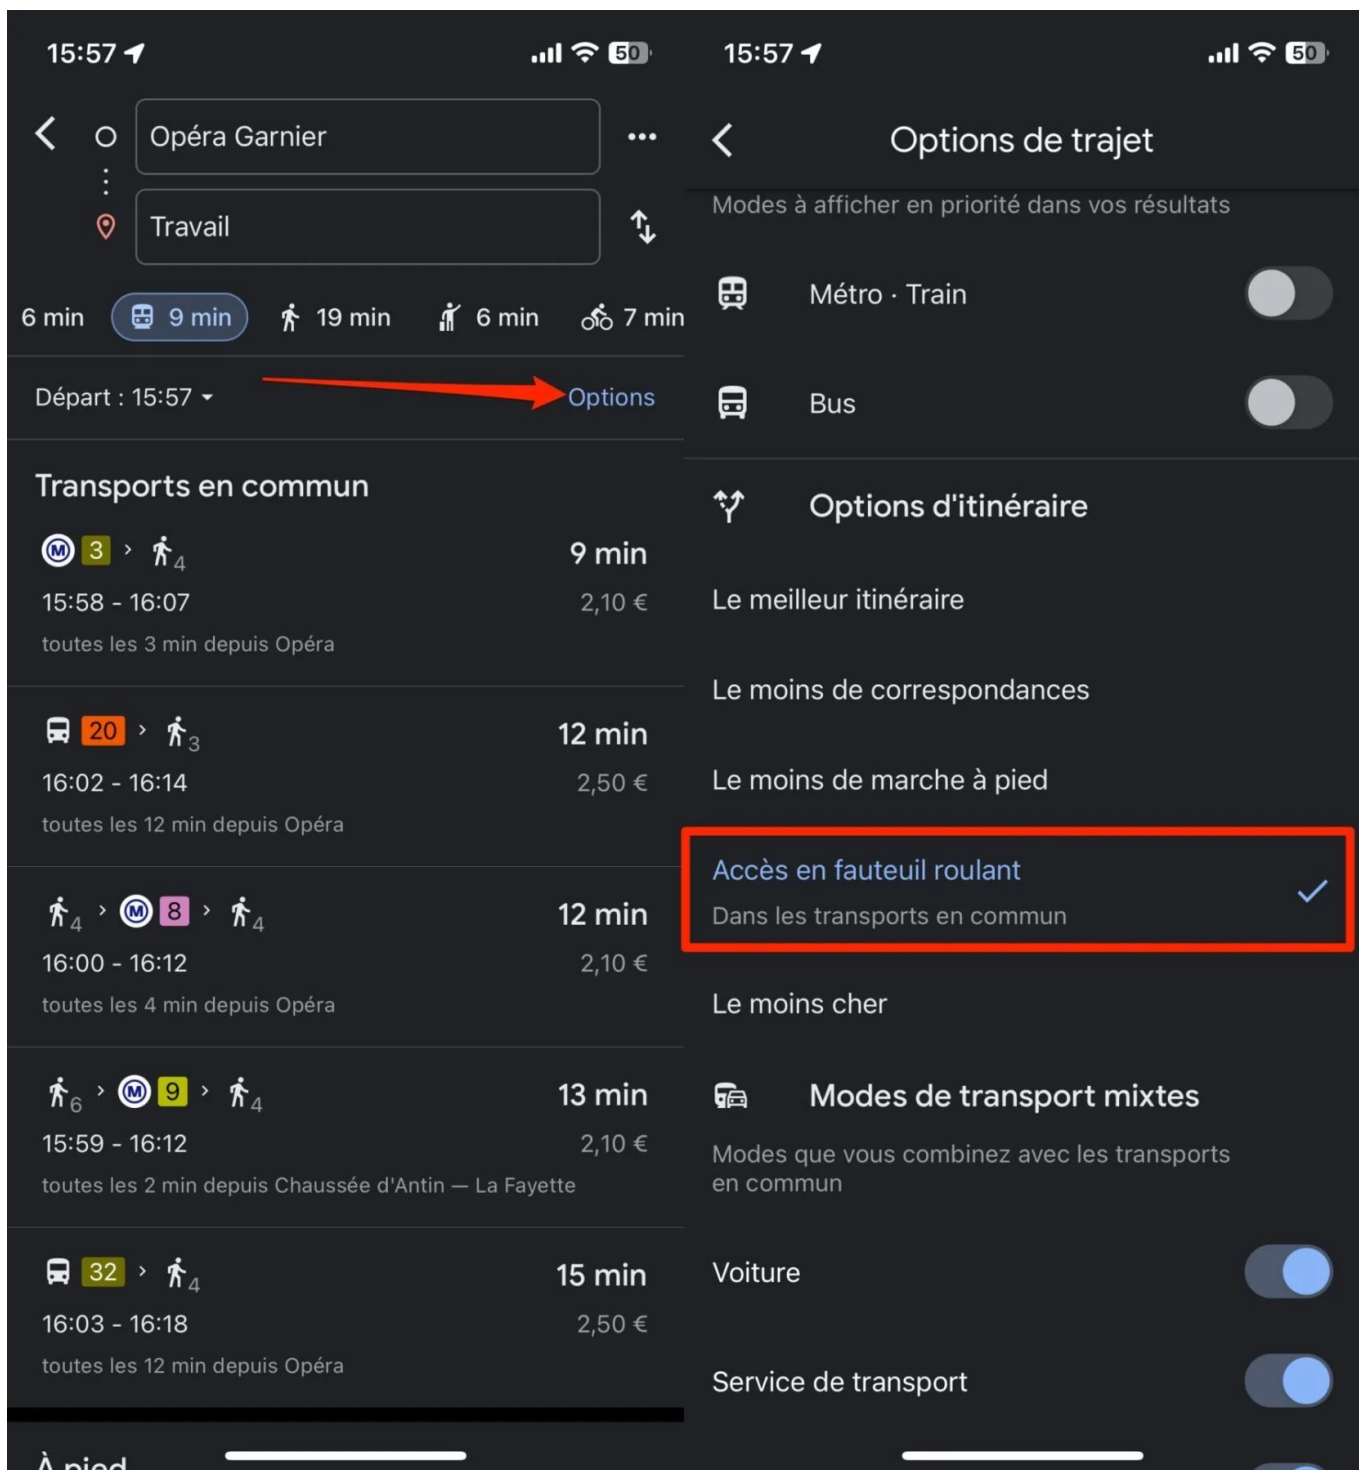 15:57
50
Opéra Garnier
Travail
6 min
9 min
19 min
6 min
7 min
Départ : 15:57
Options
Transports en commun
M 3 > 4
9 min
15:58 - 16:07
2,10 €
toutes les 3 min depuis Opéra
20 > 3
12 min
16:02 - 16:14
2,50 €
toutes les 12 min depuis Opéra
4 > M 8 > 4
12 min
16:00 - 16:12
2,10 €
toutes les 4 min depuis Opéra
6 > M 9 > 4
13 min
15:59 - 16:12
2,10 €
toutes les 2 min depuis Chaussée d'Antin — La Fayette
32 > 4
15 min
16:03 - 16:18
2,50 €
toutes les 12 min depuis Opéra
À pied
15:57
50
Options de trajet
Modes à afficher en priorité dans vos résultats
Métro · Train
Bus
Options d'itinéraire
Le meilleur itinéraire
Le moins de correspondances
Le moins de marche à pied
Accès en fauteuil roulant
Dans les transports en commun
Le moins cher
Modes de transport mixtes
Modes que vous combinez avec les transports
en commun
Voiture
Service de transport